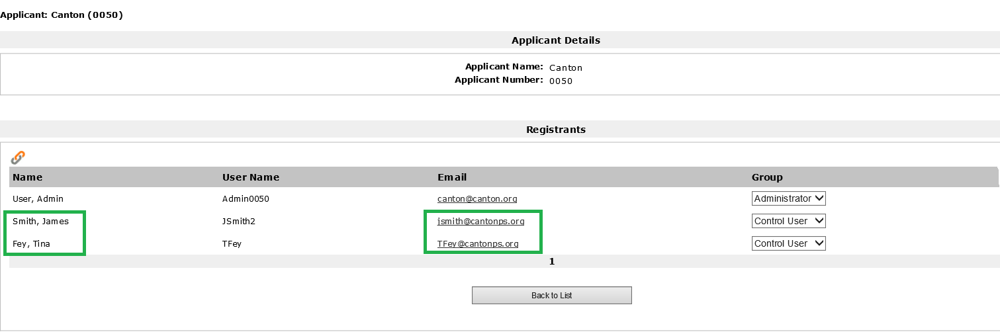 Applicant: Canton (0050)
Applicant Details
Applicant Name: Canton
Applicant Number: 0050
Registrants
Name User Name Email Group
User, Admin Admin0050 canton@canton.org Administrator
Smith, James JSmith2 jsmith@cantonps.org Control User
Fey, Tina TFey TFey@cantonps.org Control User
1
Back to List